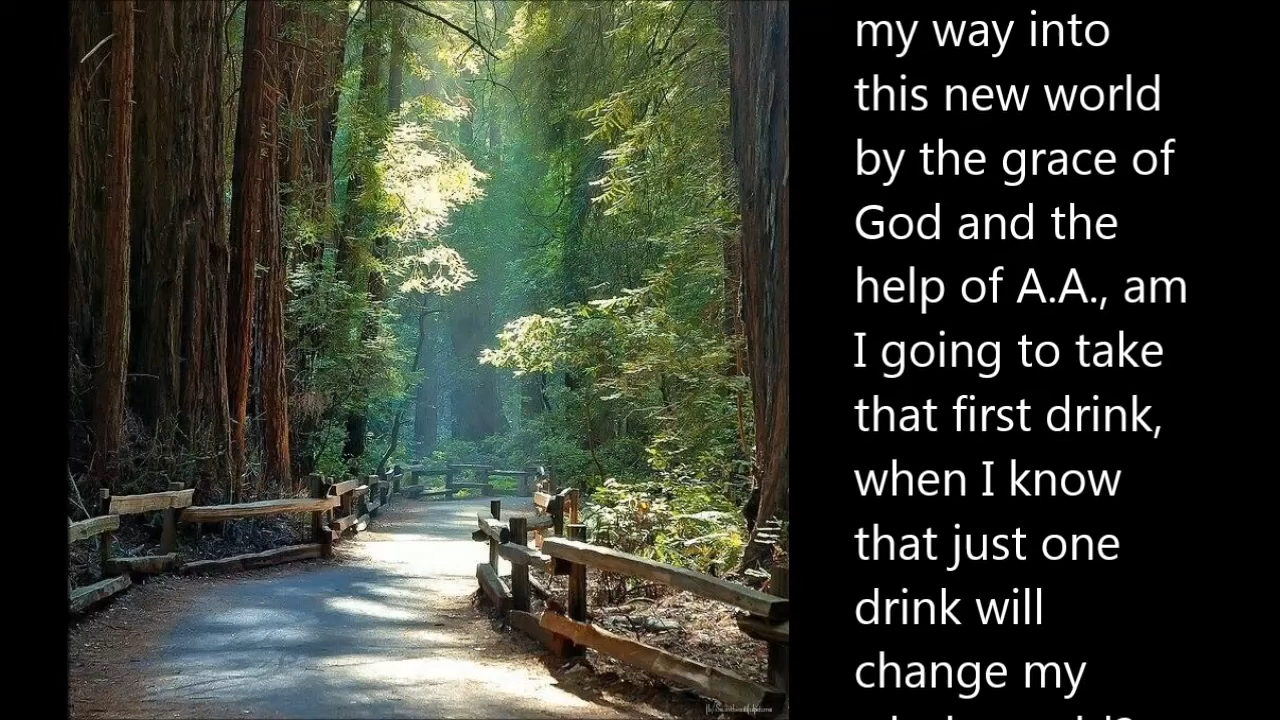 my way into
this new world
by the grace of
God and the
help of A.A., am
I going to take
that first drink,
when I know
that just one
drink will
change my